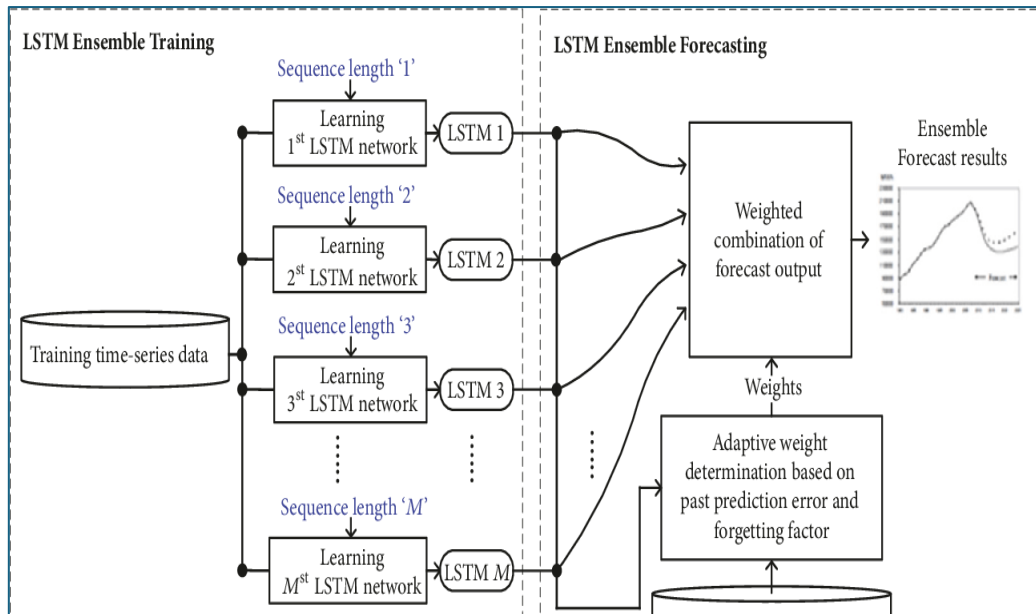 LSTM Ensemble Training
Sequence length ‘1’
Learning
1st LSTM network
LSTM 1
Sequence length ‘2’
Learning
2st LSTM network
LSTM 2
Training time-series data
Sequence length ‘3’
Learning
3st LSTM network
LSTM 3
Sequence length ‘M’
Learning
Mst LSTM network
LSTM M
LSTM Ensemble Forecasting
Weighted
combination of
forecast output
Ensemble
Forecast results
Weights
Adaptive weight
determination based on
past prediction error and
forgetting factor